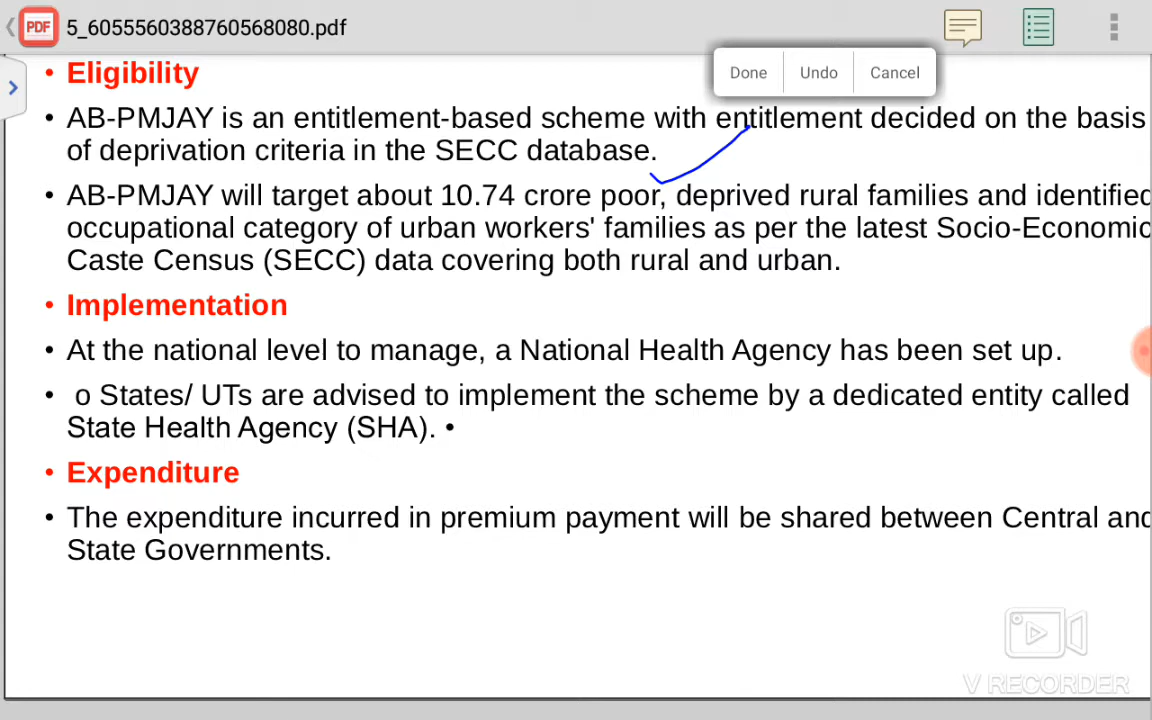 PDF 5_6055560388760568080.pdf
Done Undo Cancel
• Eligibility
• AB-PMJAY is an entitlement-based scheme with entitlement decided on the basis
of deprivation criteria in the SECC database.
• AB-PMJAY will target about 10.74 crore poor, deprived rural families and identified
occupational category of urban workers' families as per the latest Socio-Economic
Caste Census (SECC) data covering both rural and urban.
• Implementation
• At the national level to manage, a National Health Agency has been set up.
• o States/ UTs are advised to implement the scheme by a dedicated entity called
State Health Agency (SHA). •
• Expenditure
• The expenditure incurred in premium payment will be shared between Central and
State Governments.
V RECORDER